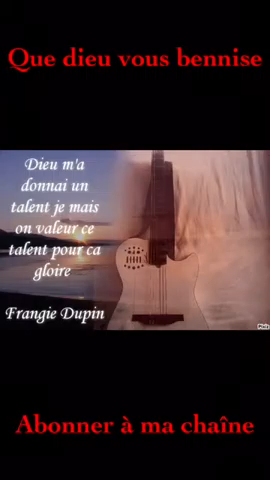 Que dieu vous bennise
Dieu m'a
donnai un
talent je mais
on valeur ce
talent pour ca
gloire
Frangie Dupin
Abonner à ma chaîne